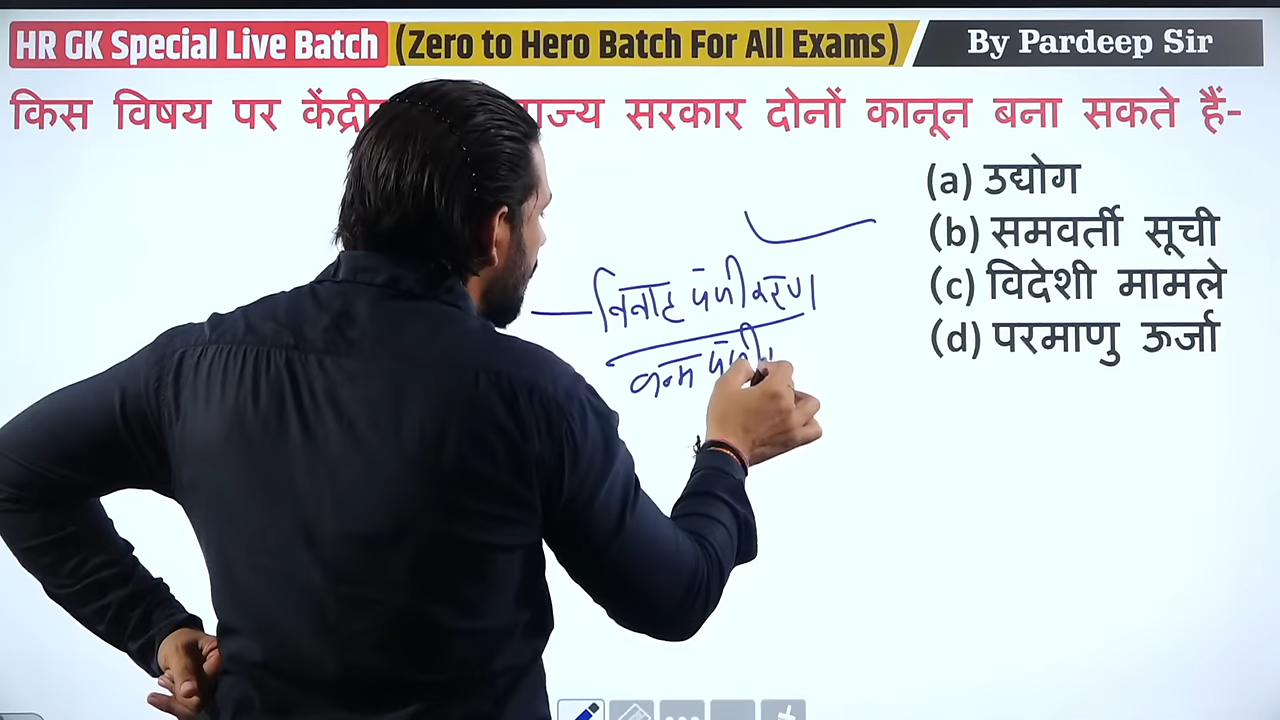 HR GK Special Live Batch (Zero to Hero Batch For All Exams) By Pardeep Sir
किस विषय पर सरकार दोनों कानून बना सकते हैं-
(a) उद्योग
(b) समवर्ती सूची
(c) विदेशी मामले
(d) परमाणु ऊर्जा